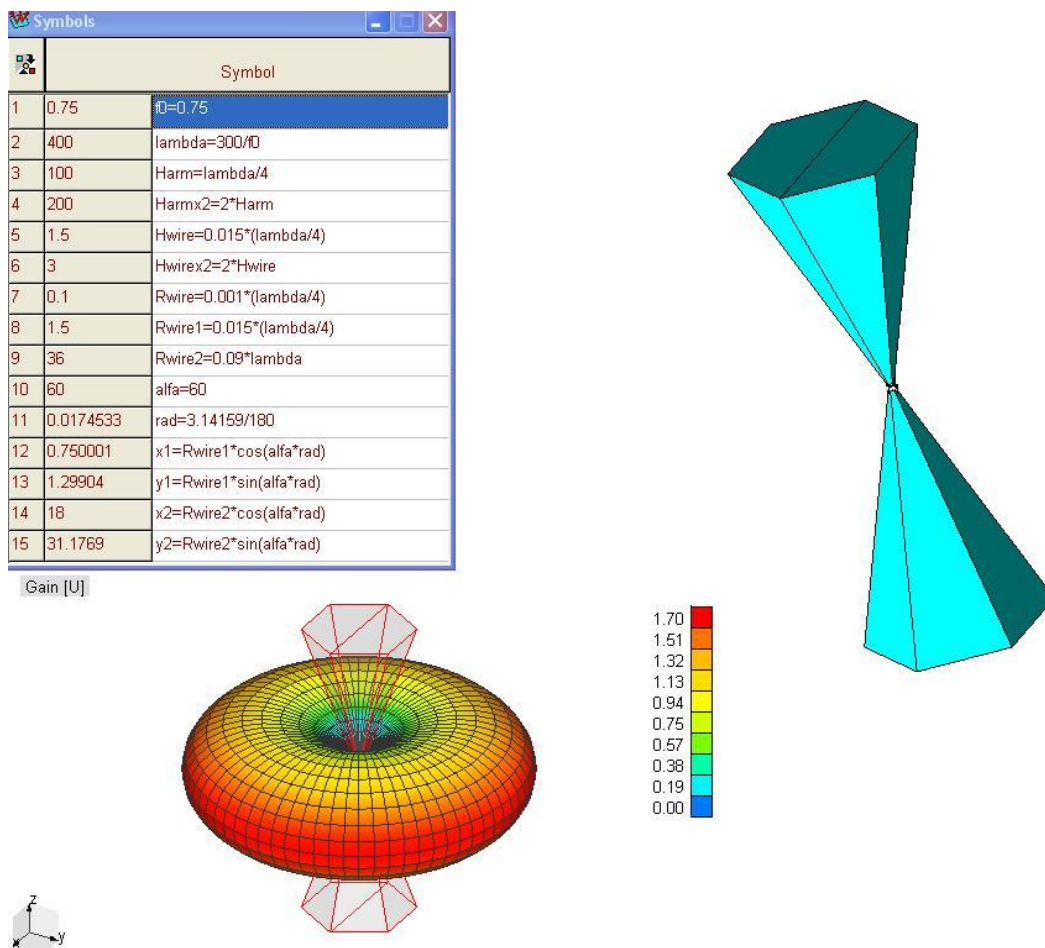 Symbols
Symbol
1 0.75 f0=0.75
2 400 lambda=300/f0
3 100 Harm=lambda/4
4 200 Harmx2=2*Harm
5 1.5 Hwire=0.015*(lambda/4)
6 3 Hwirex2=2*Hwire
7 0.1 Rwire=0.001*(lambda/4)
8 1.5 Rwire1=0.015*(lambda/4)
9 36 Rwire2=0.09*lambda
10 60 alfa=60
11 0.0174533 rad=3.14159/180
12 0.750001 x1=Rwire1*cos(alfa*rad)
13 1.29904 y1=Rwire1*sin(alfa*rad)
14 18 x2=Rwire2*cos(alfa*rad)
15 31.1769 y2=Rwire2*sin(alfa*rad)
Gain [U]
1.70
1.51
1.32
1.13
0.94
0.75
0.57
0.38
0.19
0.00
z
x
y